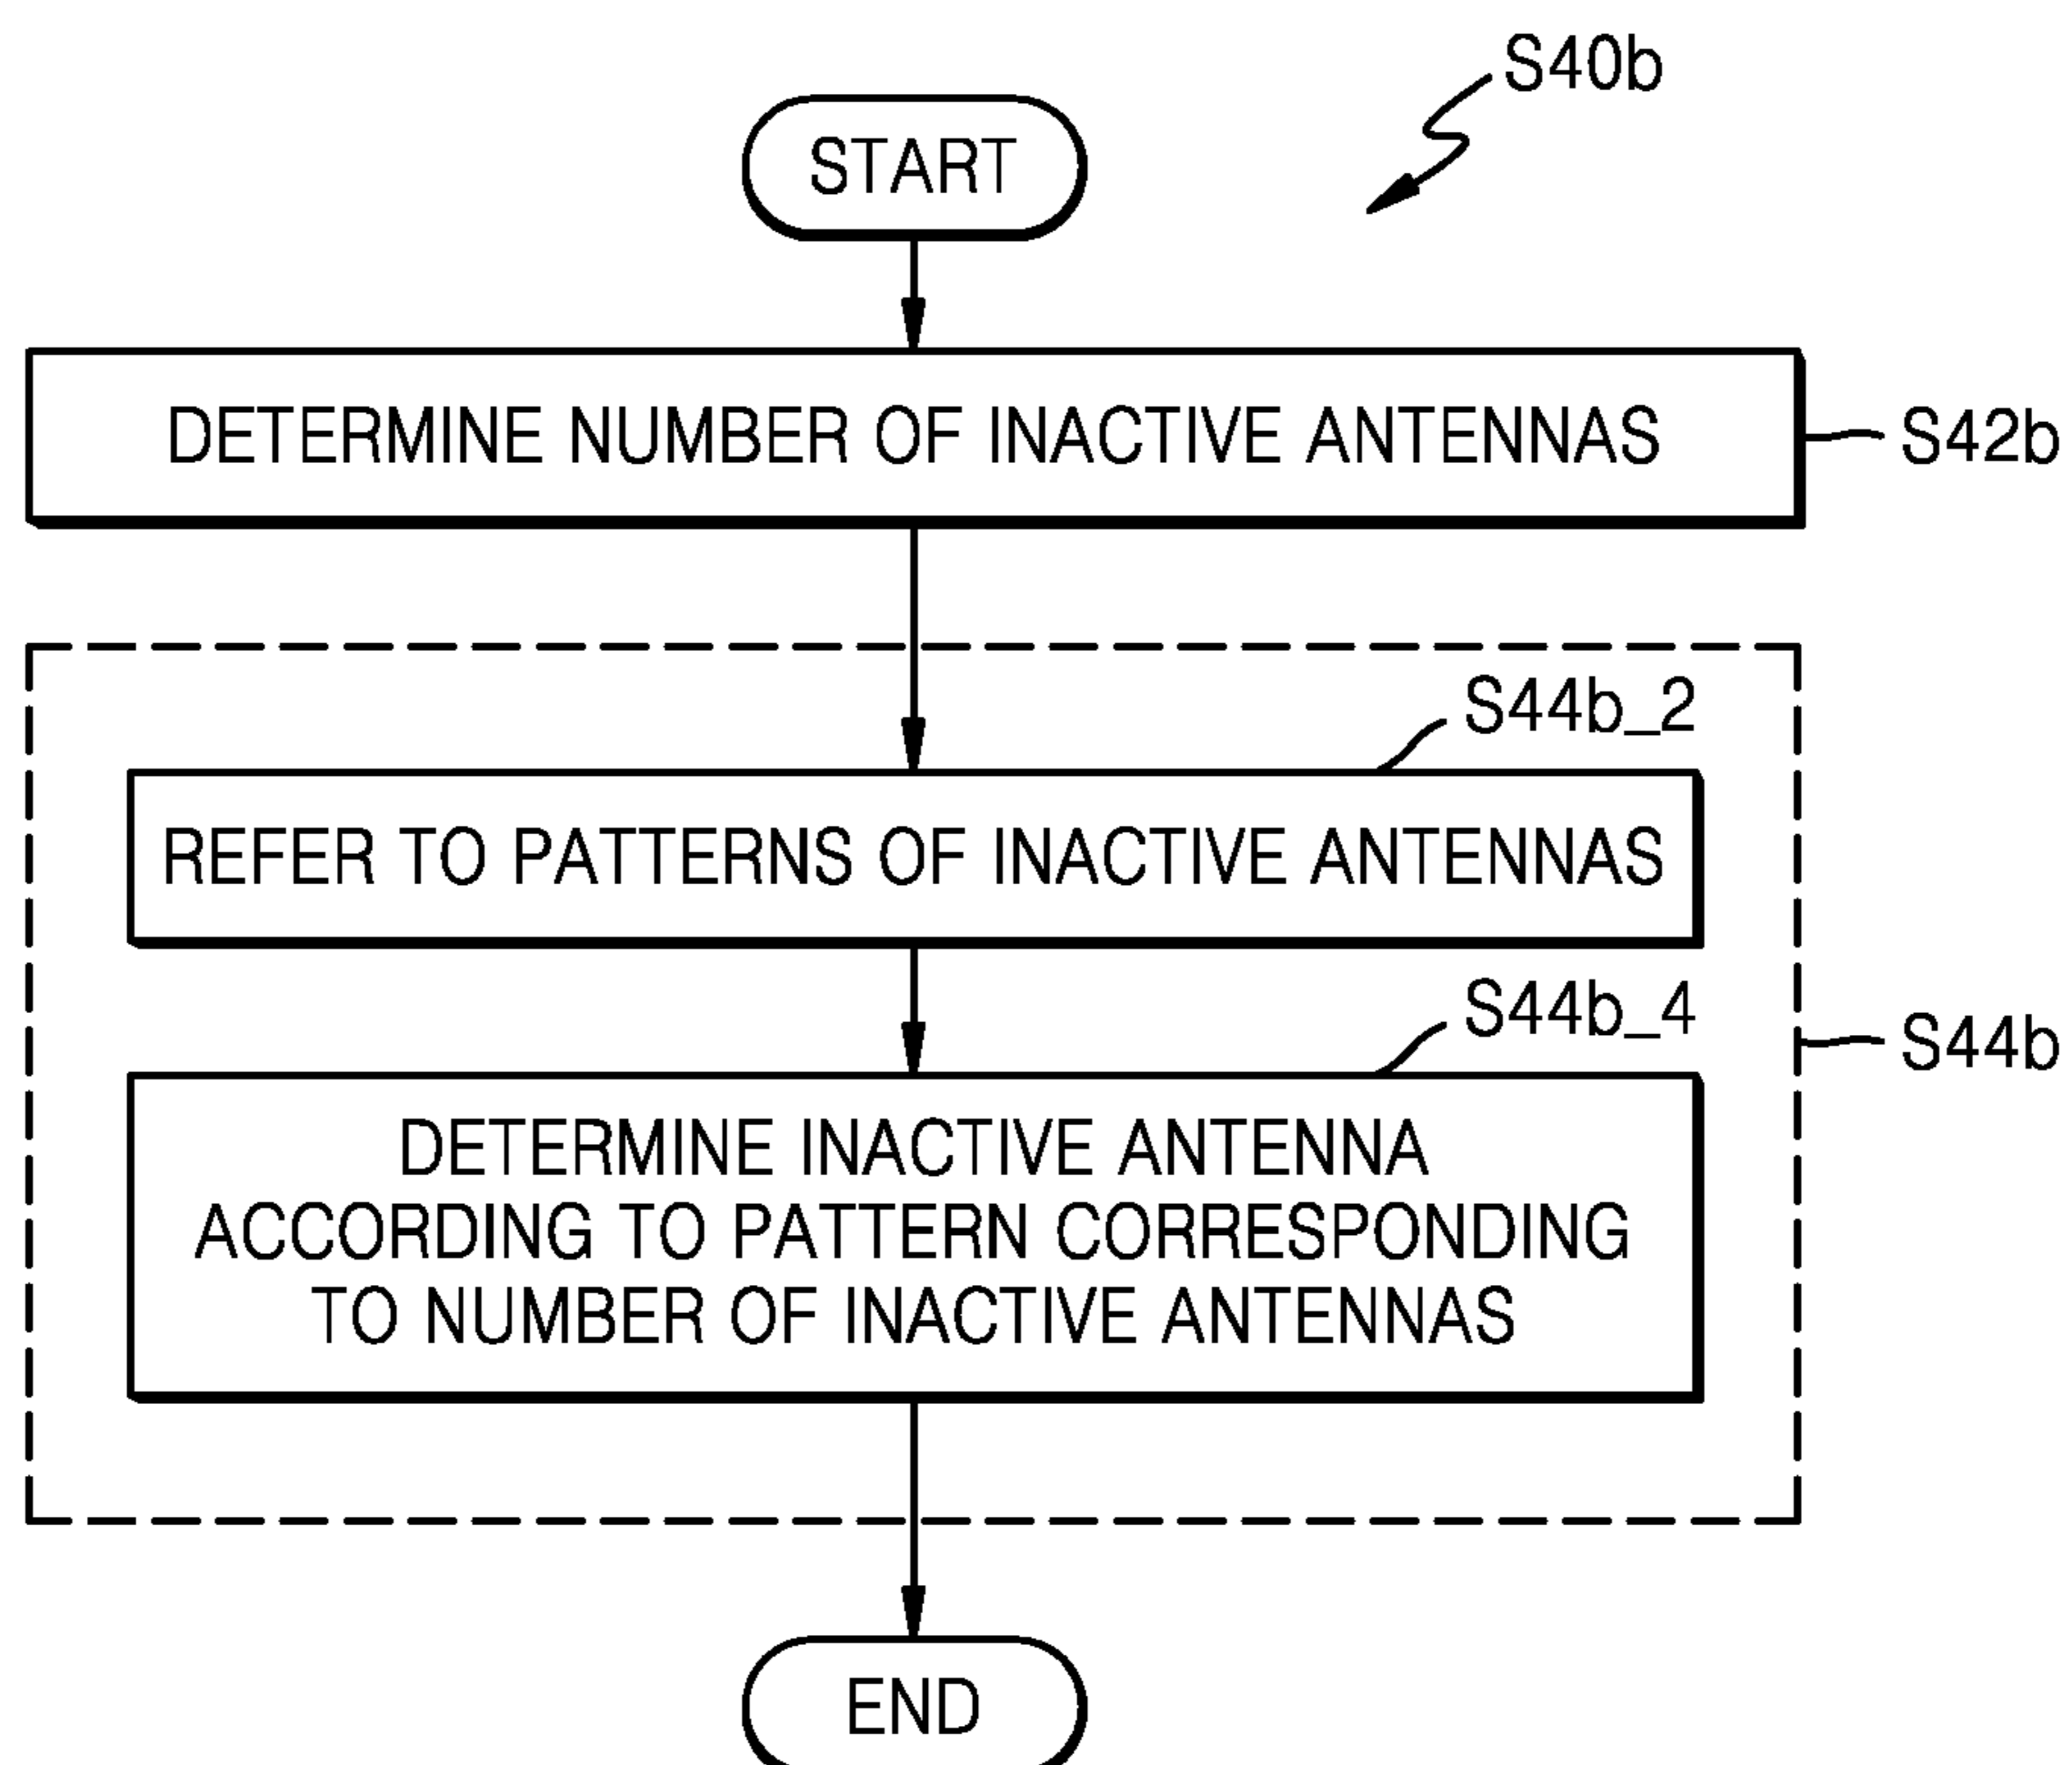 S40b
START
DETERMINE NUMBER OF INACTIVE ANTENNAS
S42b
S44b_2
REFER TO PATTERNS OF INACTIVE ANTENNAS
S44b_4
S44b
DETERMINE INACTIVE ANTENNA
ACCORDING TO PATTERN CORRESPONDING
TO NUMBER OF INACTIVE ANTENNAS
END